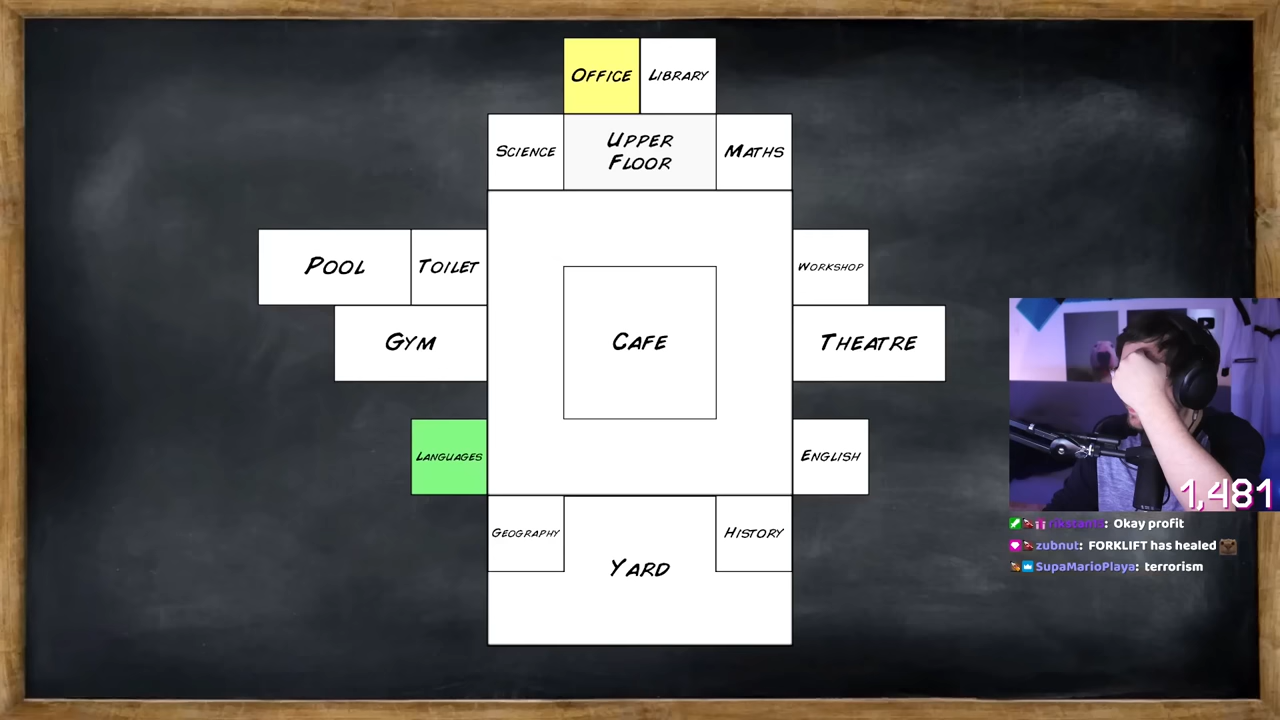 OFFICE
LIBRARY
SCIENCE
UPPER
FLOOR
MATHS
POOL
TOILET
WORKSHOP
GYM
CAFE
THEATRE
LANGUAGES
ENGLISH
GEOGRAPHY
HISTORY
YARD
1,481
: Okay profit
zubnut: FORKLIFT has healed
SupaMarioPlaya: terrorism